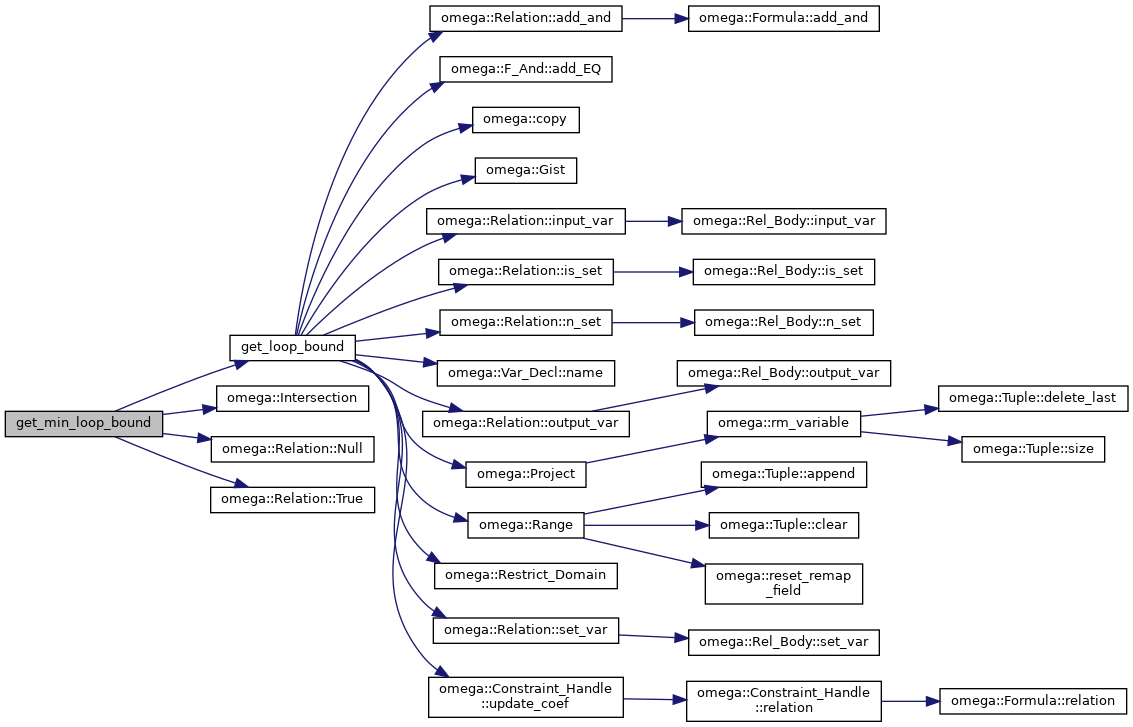 omega::Relation::add_and
omega::Formula::add_and
omega::F_And::add_EQ
omega::copy
omega::Gist
omega::Relation::input_var
omega::Rel_Body::input_var
omega::Relation::is_set
omega::Rel_Body::is_set
omega::Relation::n_set
omega::Rel_Body::n_set
get_loop_bound
omega::Var_Decl::name
omega::Rel_Body::output_var
omega::Intersection
omega::Tuple::delete_last
get_min_loop_bound
omega::Relation::output_var
omega::rm_variable
omega::Relation::Null
omega::Tuple::size
omega::Project
omega::Tuple::append
omega::Relation::True
omega::Range
omega::Tuple::clear
omega::Restrict_Domain
omega::reset_remap
_field
omega::Relation::set_var
omega::Rel_Body::set_var
omega::Constraint_Handle
::update_coef
omega::Constraint_Handle
::relation
omega::Formula::relation